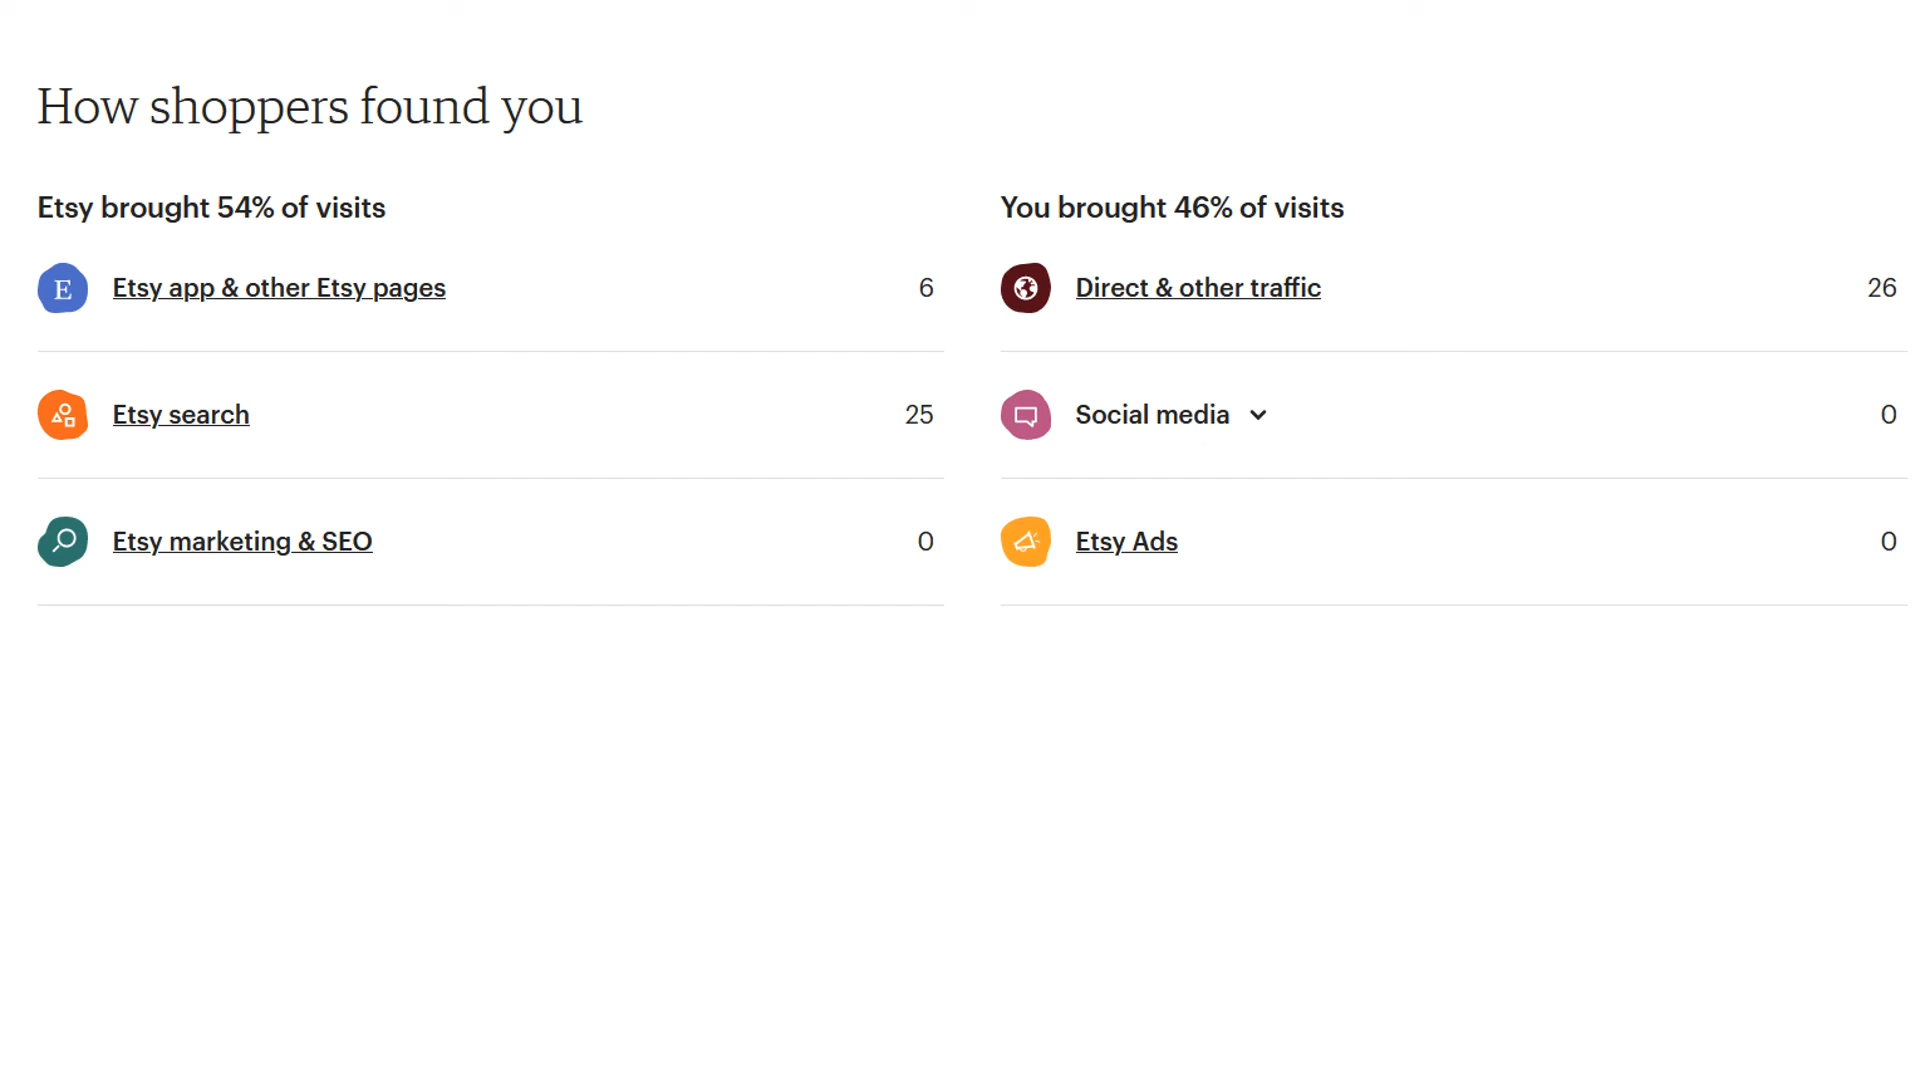 How shoppers found you
Etsy brought 54% of visits
E
Etsy app & other Etsy pages 6
Etsy search 25
Etsy marketing & SEO 0
You brought 46% of visits
Direct & other traffic 26
Social media 0
Etsy Ads 0